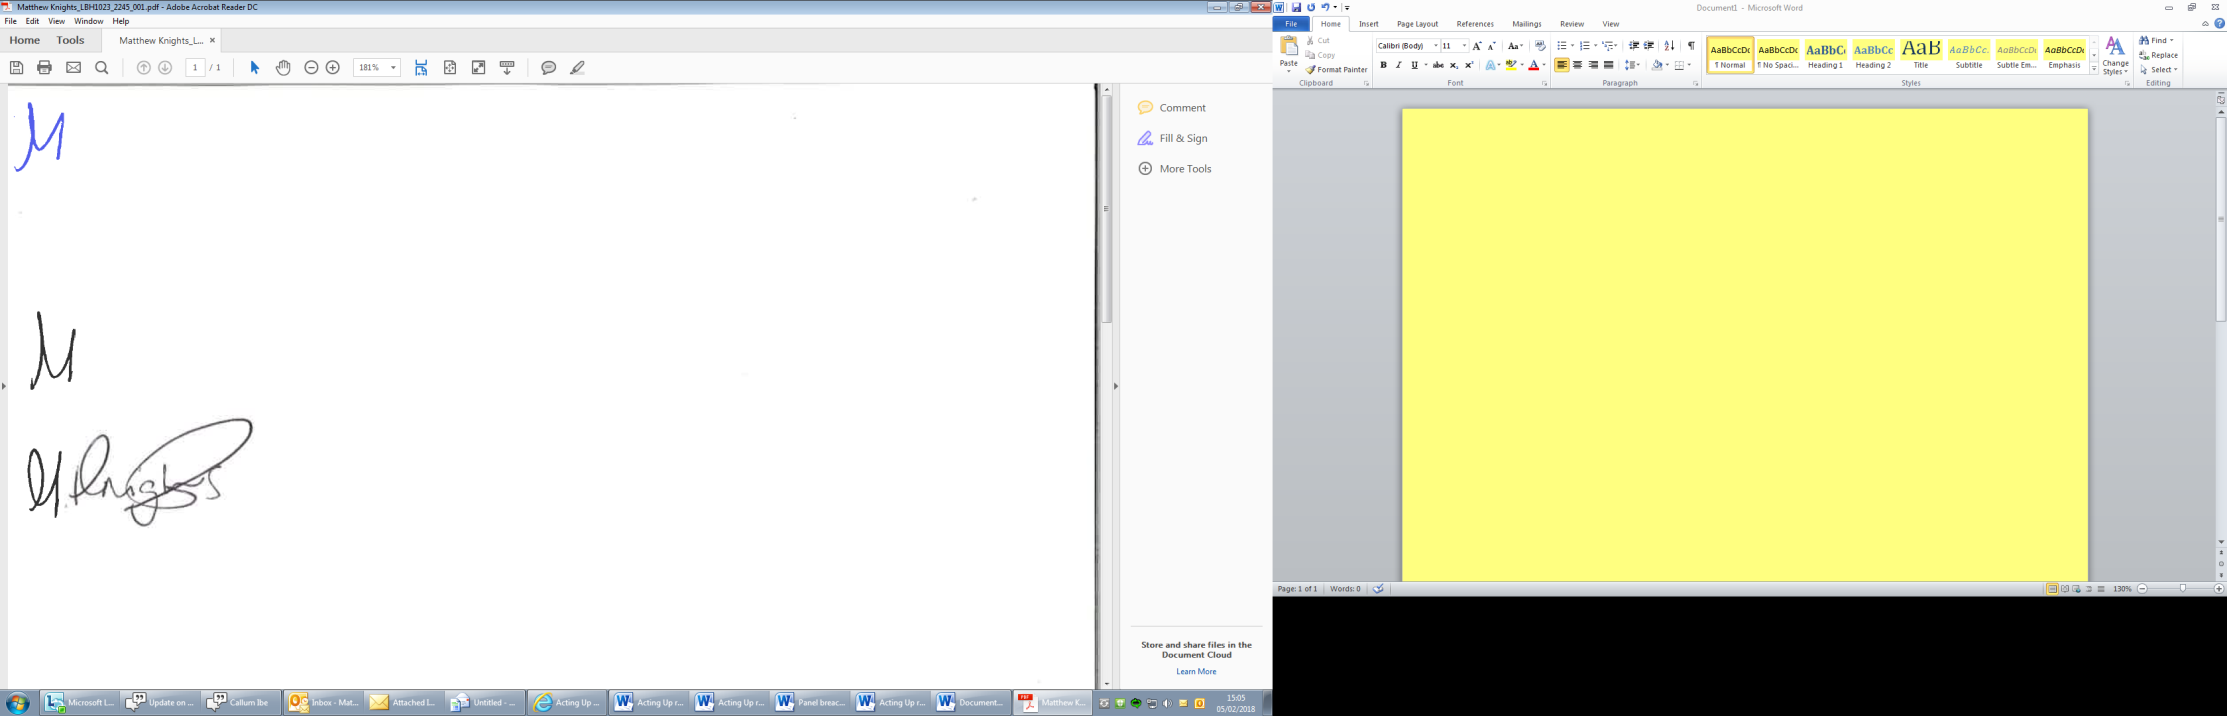 Matthew Knights_LBH1023_2245_001.pdf - Adobe Acrobat Reader DC
File Edit View Window Help
Home Tools Matthew Knights_L... ×
1 / 1 181%
M
M
M. Knights
Comment
Fill & Sign
More Tools
Store and share files in the
Document Cloud
Learn More
Document1 - Microsoft Word
File Home Insert Page Layout References Mailings Review View
Paste
Cut
Copy
Format Painter
Clipboard
Calibri (Body) 11
Font
Paragraph
AaBbCcDc AaBbCcDc AaBbC AaBbCc AaB AaBbCc. AaBbCcDc AaBbCcDc
¶ Normal ¶ No Spaci... Heading 1 Heading 2 Title Subtitle Subtle Em... Emphasis
Styles
Change
Styles
Find
Replace
Select
Editing
Page: 1 of 1 Words: 0 130%
Microsoft L... Update on ... Callum Ibe Inbox - Mat... Attached I... Untitled - ... Acting Up ... Acting Up r... Acting Up r... Panel breac... Acting Up r... Document... Matthew K...
15:05
05/02/2018